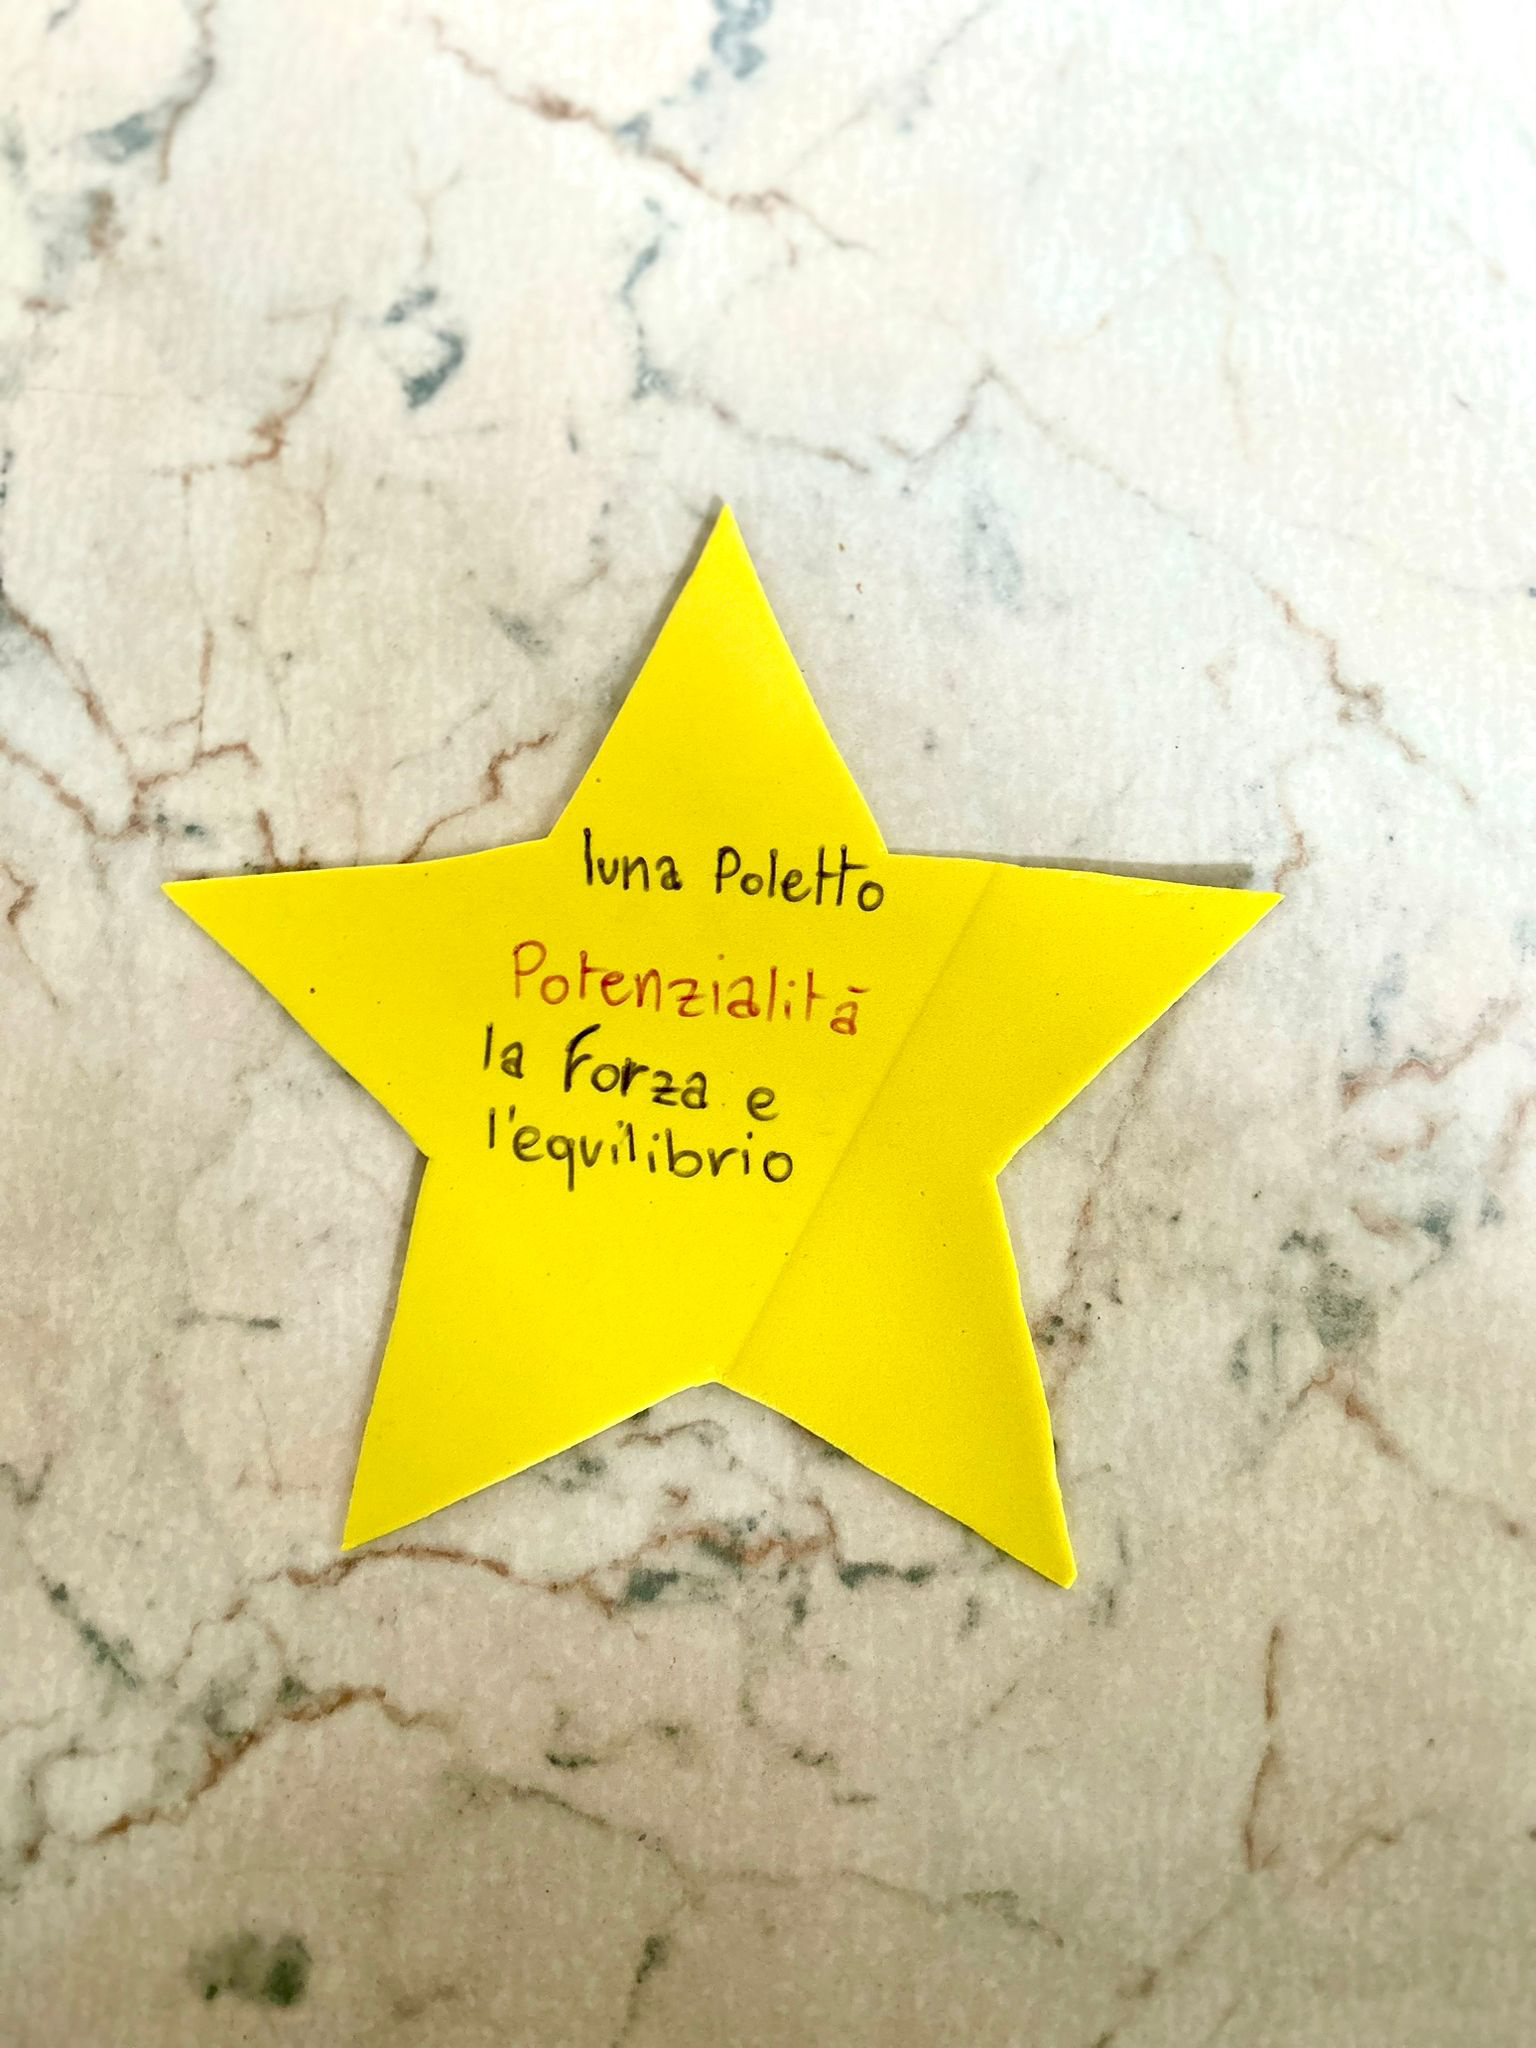 luna Poletto
Potenzialità
la Forza e
l'equilibrio